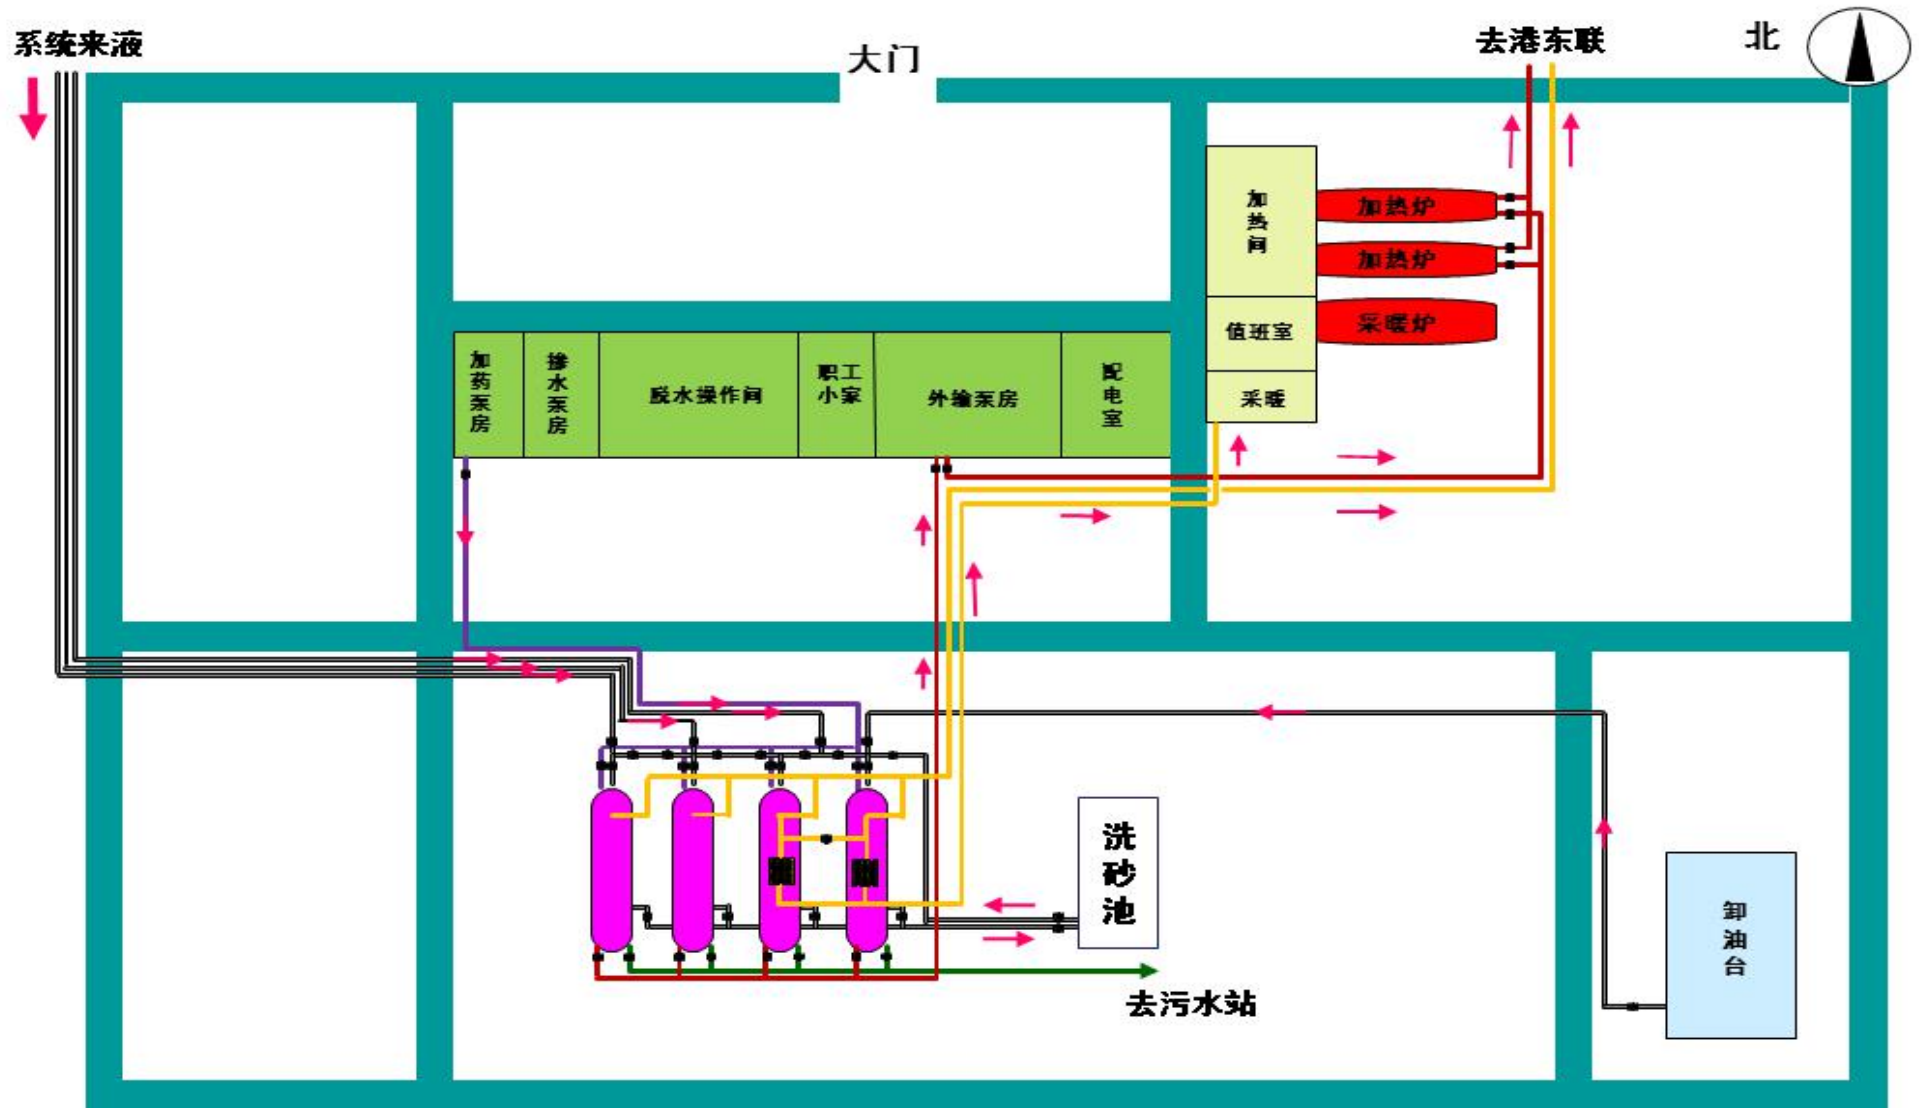 系统来液
大门
去港东联
北
加热间
加热炉
加热炉
值班室
采暖炉
采暖
加药泵房
掺水泵房
脱水操作间
职工
小家
外输泵房
配电室
洗砂池
卸油台
去污水站